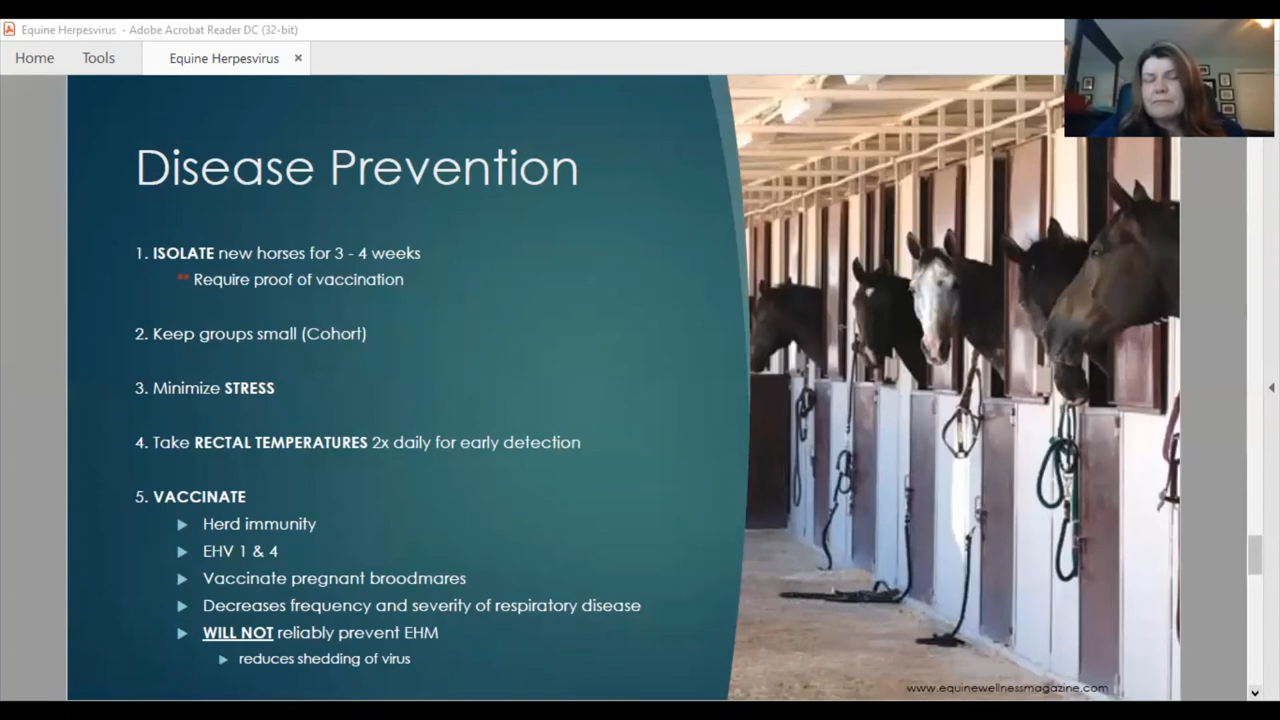 Equine Herpesvirus - Adobe Acrobat Reader DC (32-bit)
Home Tools Equine Herpesvirus ×
Disease Prevention
1. ISOLATE new horses for 3 - 4 weeks
** Require proof of vaccination
2. Keep groups small (Cohort)
3. Minimize STRESS
4. Take RECTAL TEMPERATURES 2x daily for early detection
5. VACCINATE
Herd immunity
EHV 1 & 4
Vaccinate pregnant broodmares
Decreases frequency and severity of respiratory disease
WILL NOT reliably prevent EHM
reduces shedding of virus
www.equinewellnessmagazine.com